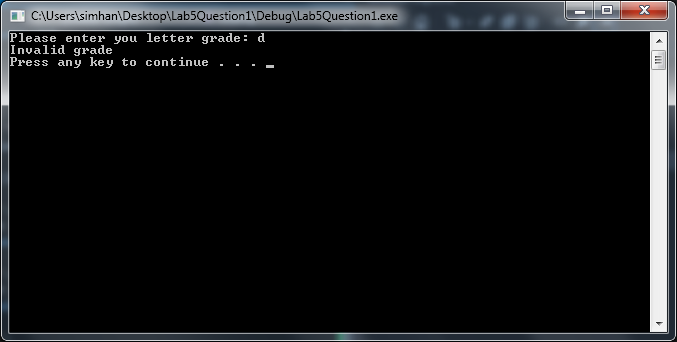 C:\Users\simhan\Desktop\Lab5Question1\Debug\Lab5Question1.exe
Please enter you letter grade: d
Invalid grade
Press any key to continue . . . _